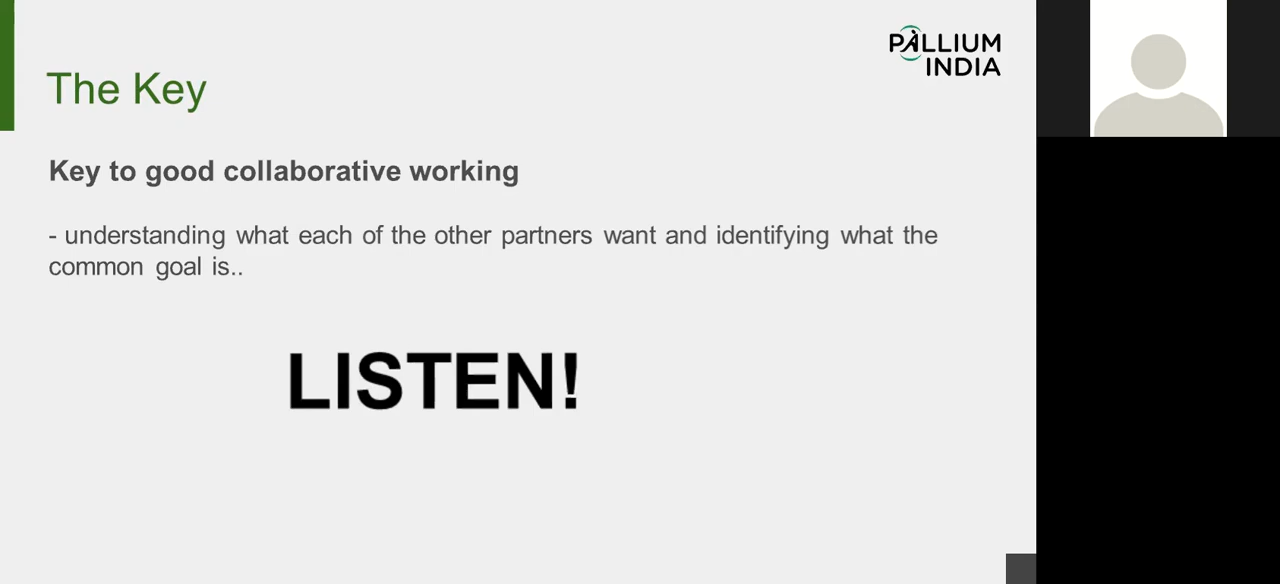 PALLIUM
INDIA
The Key
Key to good collaborative working
- understanding what each of the other partners want and identifying what the
common goal is..
LISTEN!